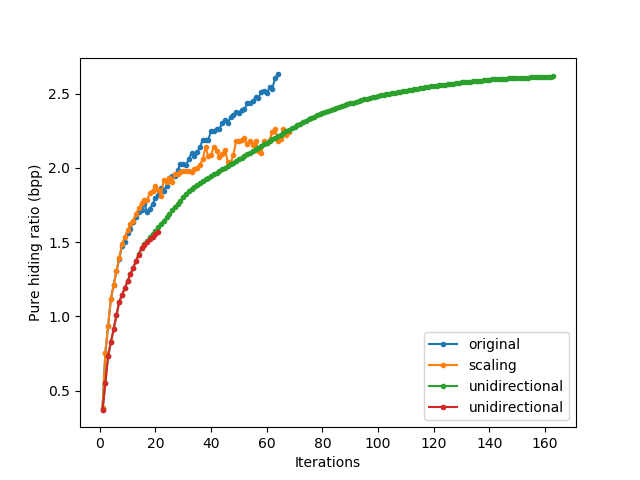 Pure hiding ratio (bpp)
2.5
2.0
1.5
1.0
0.5
0 20 40 60 80 100 120 140 160
Iterations
original
scaling
unidirectional
unidirectional